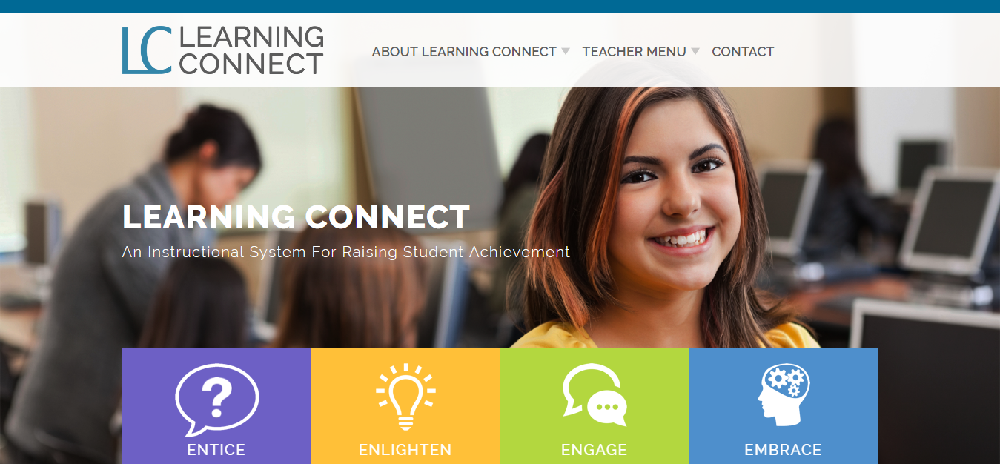 LC LEARNING
CONNECT
ABOUT LEARNING CONNECT TEACHER MENU CONTACT
LEARNING CONNECT
An Instructional System For Raising Student Achievement
ENTICE ENLIGHTEN ENGAGE EMBRACE